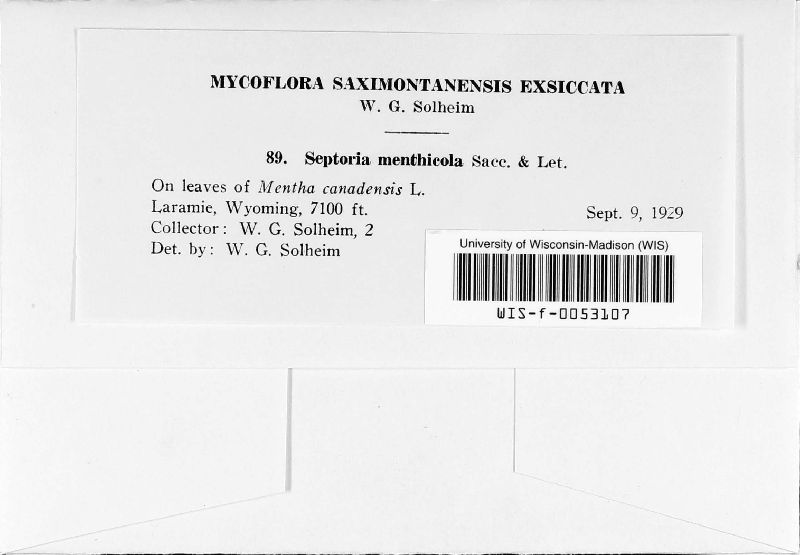 MYCOFLORA SAXIMONTANENSIS EXSICCATA
W. G. Solheim
89. Septoria menthicola Sacc. & Let.
On leaves of Mentha canadensis L.
Laramie, Wyoming, 7100 ft.
Sept. 9, 1929
Collector: W. G. Solheim, 2
Det. by: W. G. Solheim
University of Wisconsin-Madison (WIS)
WIS-f-0053107